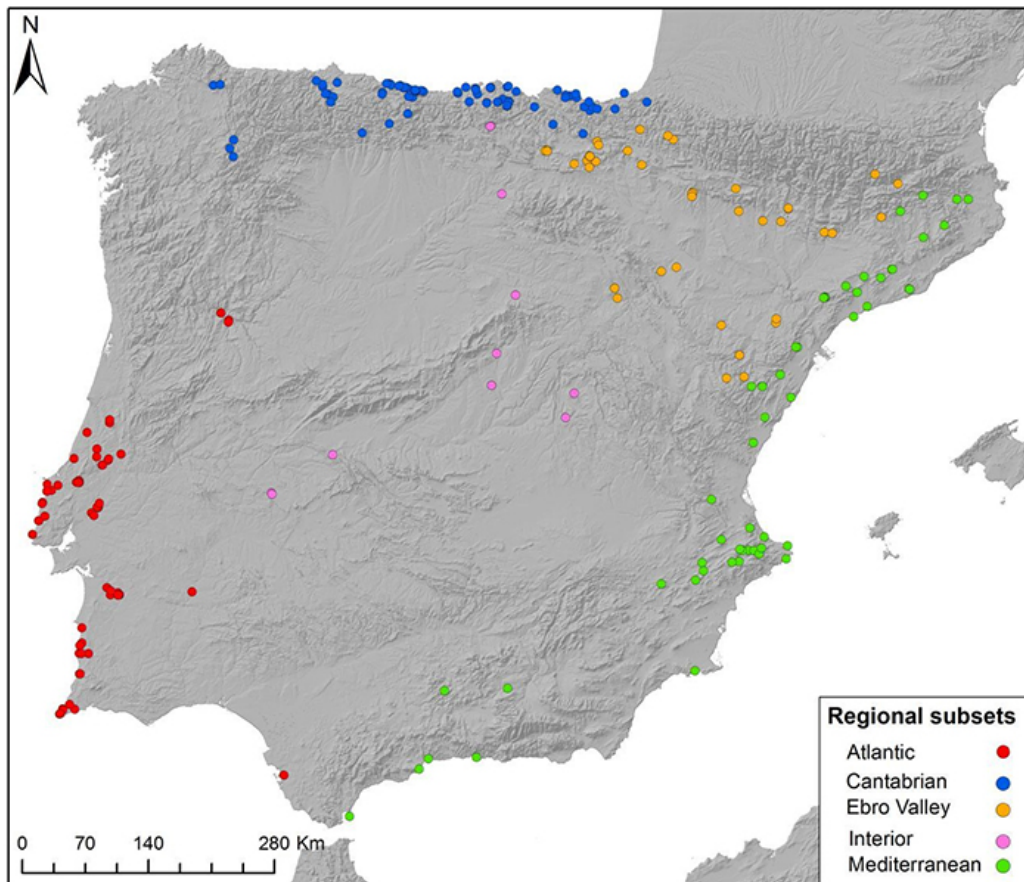 N
Regional subsets
Atlantic
Cantabrian
Ebro Valley
Interior
Mediterranean
0 70 140 280 Km